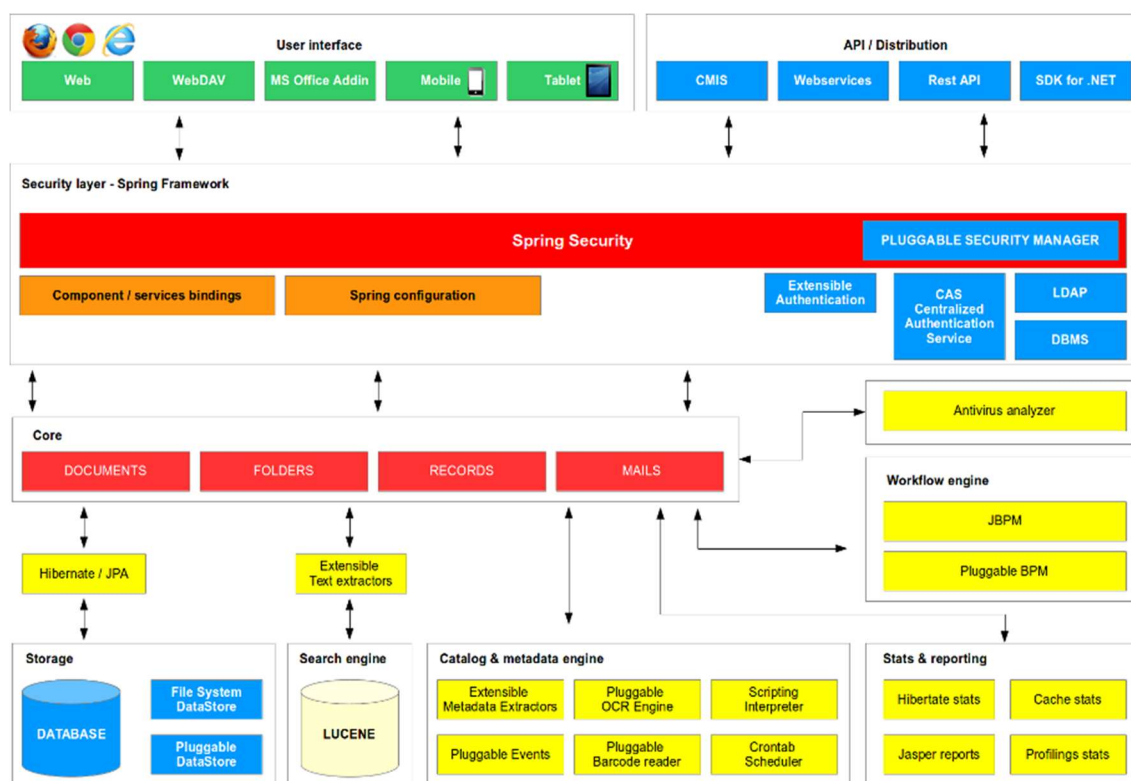 User interface
Web
WebDAV
MS Office Addin
Mobile
Tablet
API / Distribution
CMIS
Webservices
Rest API
SDK for .NET
Security layer - Spring Framework
Spring Security
PLUGGABLE SECURITY MANAGER
Component / services bindings
Spring configuration
Extensible
Authentication
CAS
Centralized
Authentication
Service
LDAP
DBMS
Core
DOCUMENTS
FOLDERS
RECORDS
MAILS
Antivirus analyzer
Workflow engine
JBPM
Pluggable BPM
Hibernate / JPA
Extensible
Text extractors
Storage
DATABASE
File System
DataStore
Pluggable
DataStore
Search engine
LUCENE
Catalog & metadata engine
Extensible
Metadata Extractors
Pluggable
OCR Engine
Scripting
Interpreter
Pluggable Events
Pluggable
Barcode reader
Crontab
Scheduler
Stats & reporting
Hibertate stats
Cache stats
Jasper reports
Profilings stats